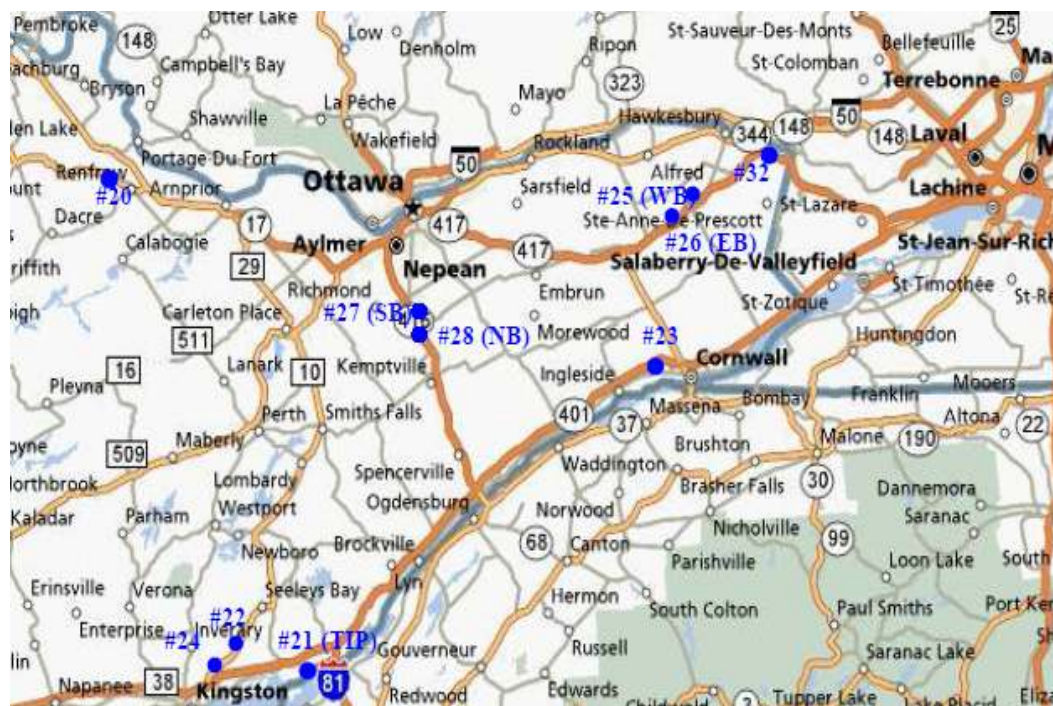 Pembroke
Otter Lake
Low
Denholm
Ripon
St-Sauveur-Des-Monts
25
148
Bellefeuille
Campbell's Bay
St-Colomban
Bryson
Mayo
323
Terrebonne
La Pêche
Shawville
Wakefield
Hawkesbury
344
148
50
148
Laval
Portage Du Fort
50
Rockland
Renfrew
#20
Arnprior
Ottawa
Alfred
#32
Lachine
Sarsfield
#25 (WB)
St-Lazare
Dacre
17
417
Ste-Anne-De-Prescott
Calabogie
Aylmer
417
#26 (EB)
29
Nepean
Salaberry-De-Valleyfield
Richmond
Embrun
St-Zotique
St-Timothée
Carleton Place
#27 (SB)
511
#28 (NB)
Morewood
#23
Huntingdon
16
Lanark
10
Kemptville
Ingleside
Cornwall
Plevna
Franklin
Mooers
Perth
Smiths Falls
401
37
Massena
Bombay
Altona
22
Maberly
Brushton
Malone
190
509
Spencerville
Waddington
30
Lombardy
Ogdensburg
Brasher Falls
Dannemora
Kaladar
Parham
Westport
Norwood
Nicholville
Saranac
Newboro
Brockville
68
Canton
99
Parishville
Loon Lake
Erinsville
Verona
Seeleys Bay
Lyn
Hermon
South Colton
Paul Smiths
Enterprise
#22
Inverary
#24
#21 (TIP)
Gouverneur
Russell
Saranac Lake
Napanee
38
Kingston
81
Redwood
Edwards
Tupper Lake